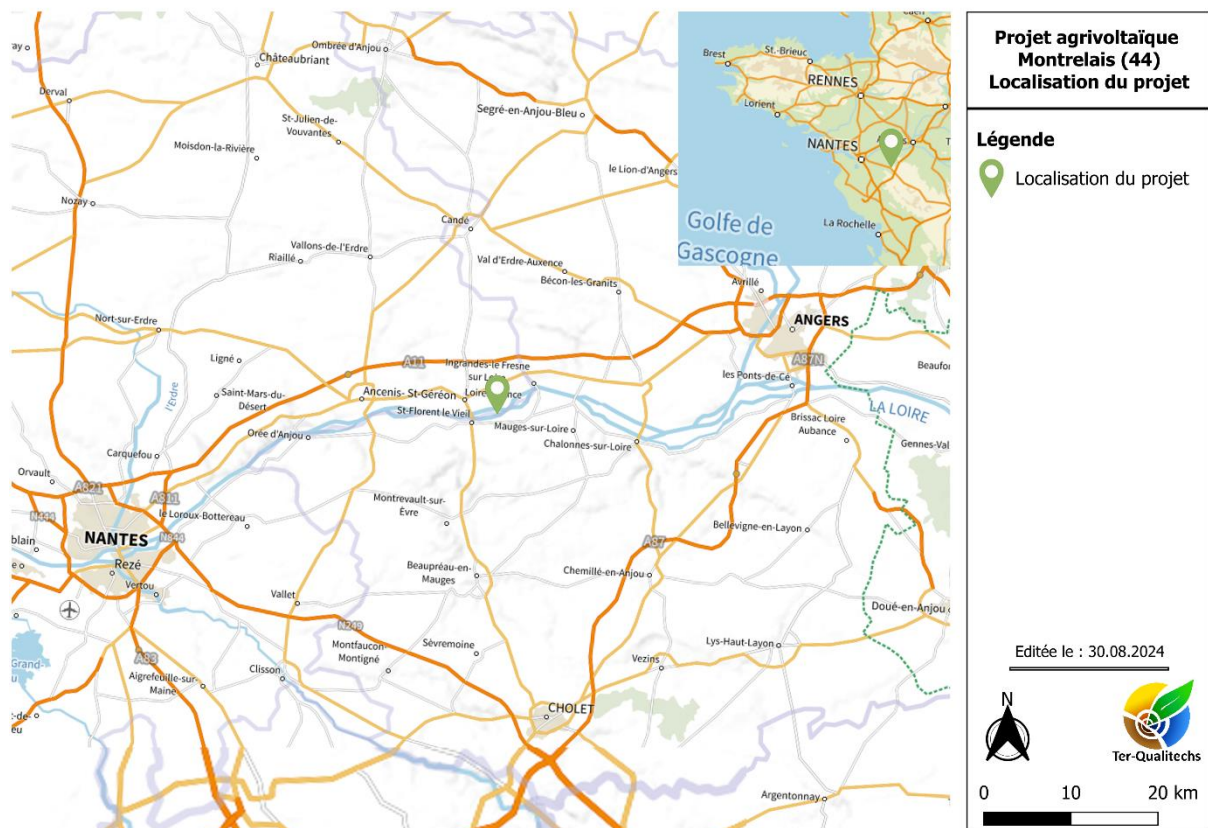 Projet agrivoltaïque
Montrelais (44)
Localisation du projet
Légende
Localisation du projet
Editée le : 30.08.2024
N
Ter-Qualitechs
0 10 20 km
Brest
St.-Brieuc
Caen
RENNES
Lorient
NANTES
La Rochelle
Golfe de
Gascogne
Ombrée d'Anjou
Châteaubriant
Derval
Segré-en-Anjou-Bleu
St-Julien-de-
Vouvantes
Moisdon-la-Rivière
le Lion-d'Angers
Nozay
Candé
Vallons-de-l'Erdre
Riaillé
Val d'Erdre-Auxence
Bécon-les-Granits
Avrillé
ANGERS
Nort-sur-Erdre
Ligné
A11
Ingrandes-le Fresne
sur Loire
A87N
Beaufor
l'Erdre
Saint-Mars-du-
Désert
Ancenis- St-Géréon
les Ponts-de-Cé
LA LOIRE
St-Florent le Vieil
Mauges-sur-Loire
Brissac Loire
Aubance
Orée d'Anjou
Chalonnes-sur-Loire
Gennes-Val
Carquefou
Orvault
A821
A811
N444
le Loroux-Bottereau
Montrevault-sur-
Èvre
Bellevigne-en-Layon
NANTES
N844
A87
blain
Rezé
Vertou
Beaupréau-en-
Mauges
Chemillé-en-Anjou
Vallet
Doué-en-Anjou
N249
Montfaucon-
Montigné
Sèvremoine
Lys-Haut-Layon
Vezins
A83
Grand-
Aigrefeuille-sur-
Maine
Clisson
CHOLET
Argentonnay